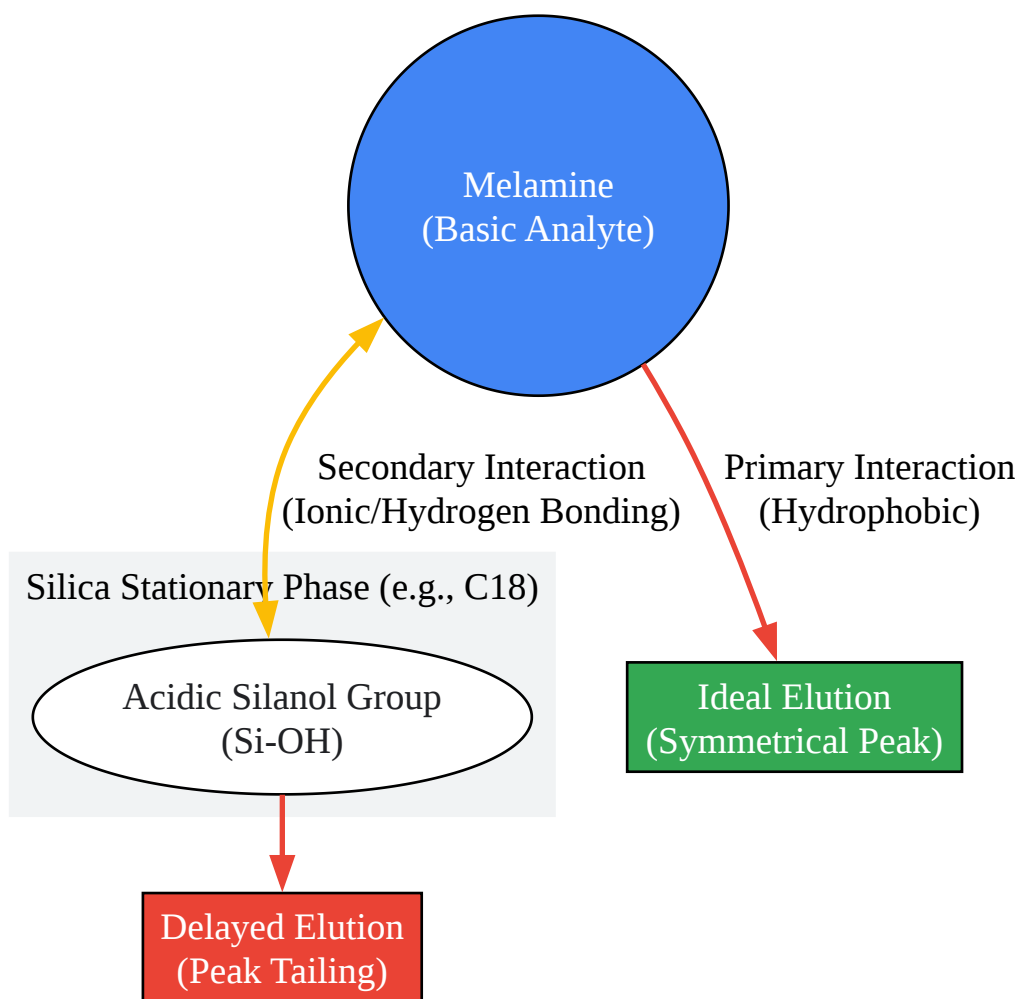 Melamine
(Basic Analyte)
Secondary Interaction
(Ionic/Hydrogen Bonding)
Primary Interaction
(Hydrophobic)
Silica Stationary Phase (e.g., C18)
Acidic Silanol Group
(Si-OH)
Ideal Elution
(Symmetrical Peak)
Delayed Elution
(Peak Tailing)